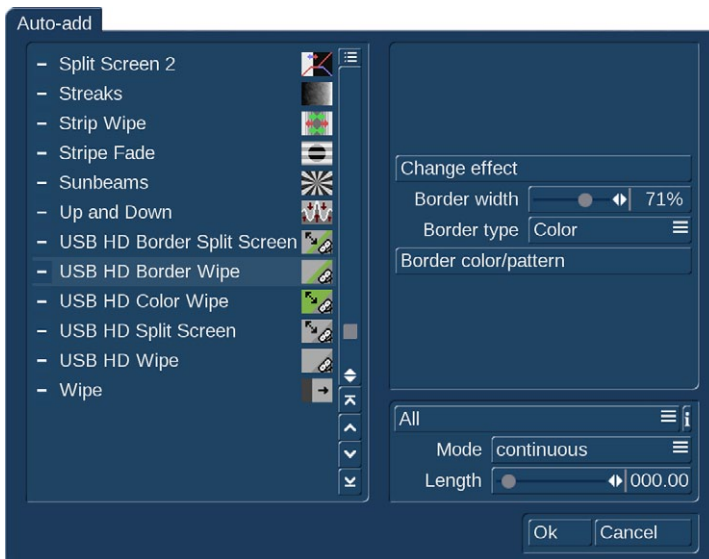 Auto-add
– Split Screen 2
– Streaks
– Strip Wipe
– Stripe Fade
– Sunbeams
– Up and Down
– USB HD Border Split Screen
– USB HD Border Wipe
– USB HD Color Wipe
– USB HD Split Screen
– USB HD Wipe
– Wipe
Change effect
Border width 71%
Border type Color
Border color/pattern
All i
Mode continuous
Length 000.00
Ok Cancel